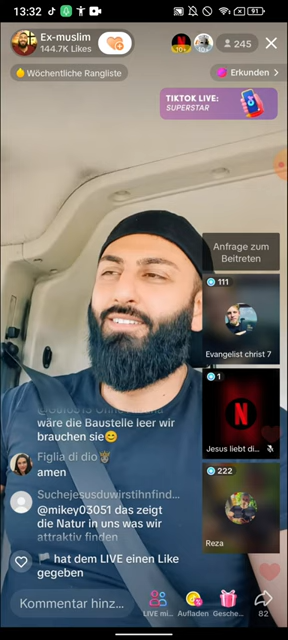 13:32
91
Ex-muslim
144.7K Likes
10+
245
Wöchentliche Rangliste
Erkunden
TIKTOK LIVE:
SUPERSTAR
Anfrage zum
Beitreten
111
Evangelist christ 7
1
N
Jesus liebt di...
222
Reza
wäre die Baustelle leer wir
brauchen sie😊
Figlia di dio
amen
Suchejesusduwirstihnfind...
@mikey03051 das zeigt
die Natur in uns was wir
attraktiv finden
hat dem LIVE einen Like
gegeben
Kommentar hinz...
LIVE mi...
Aufladen
Gesche...
82